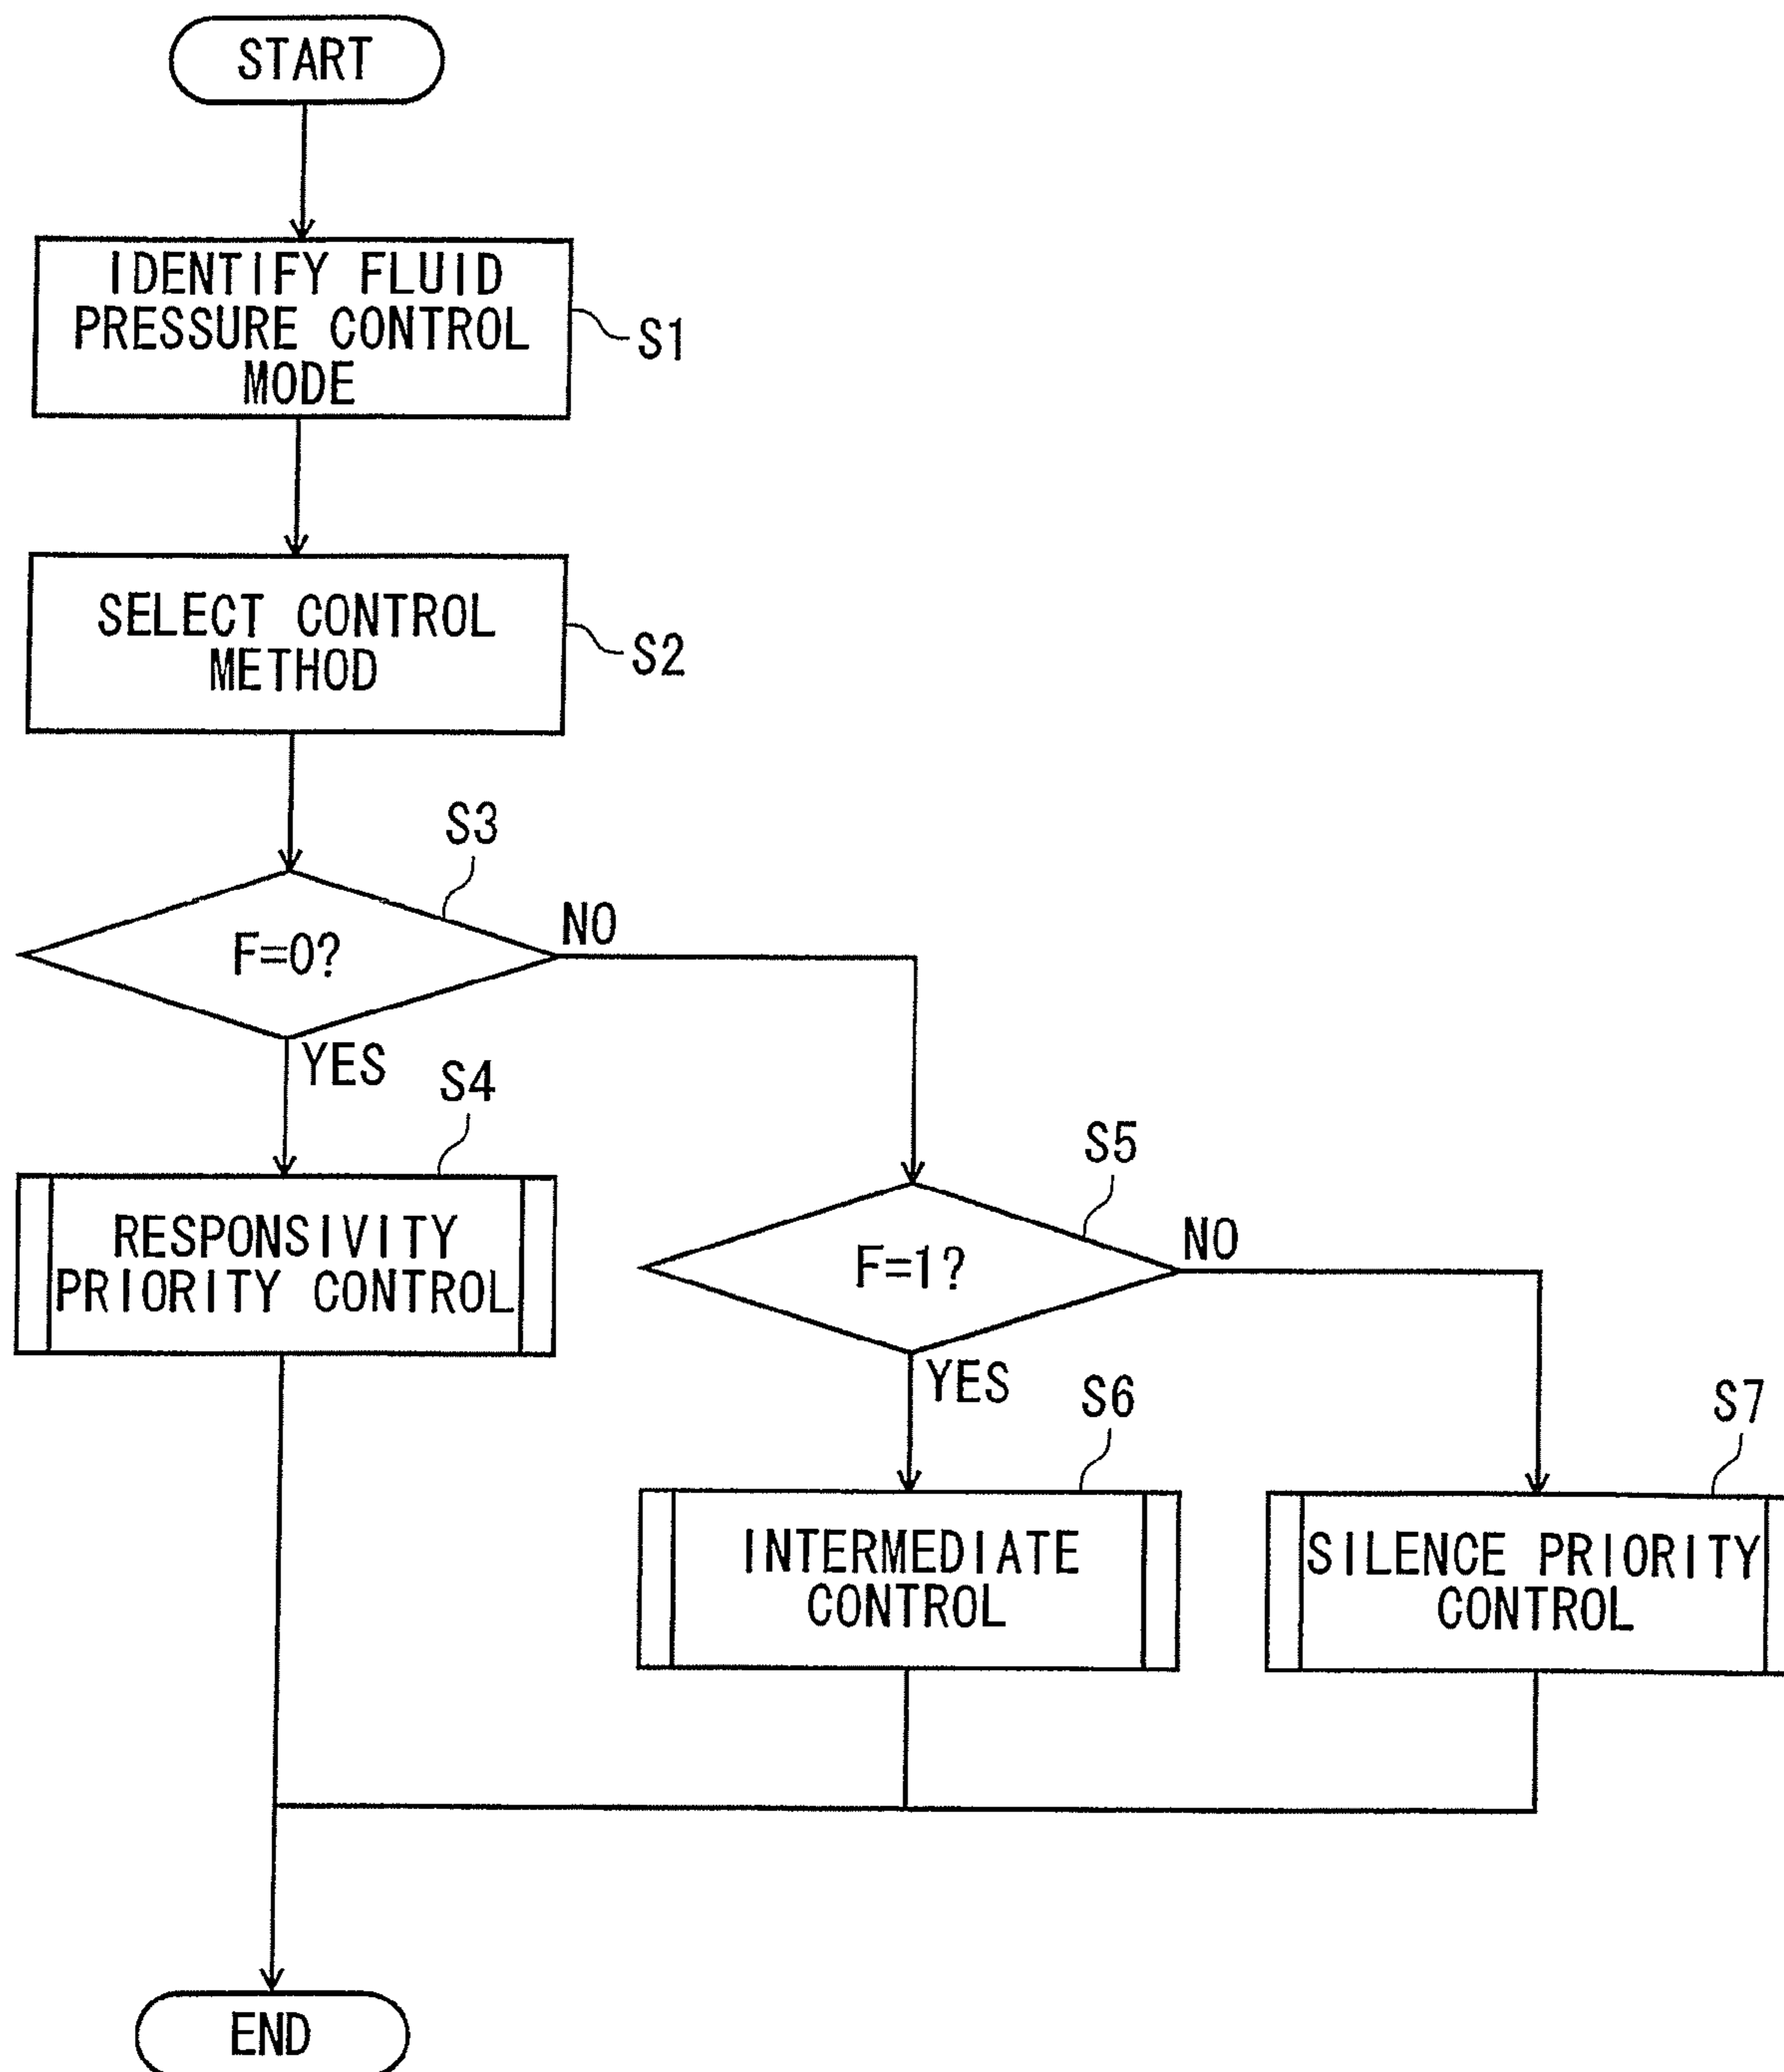 START
IDENTIFY FLUID
PRESSURE CONTROL
MODE
S1
SELECT CONTROL
METHOD
S2
S3
F=0?
NO
YES
S4
RESPONSIVITY
PRIORITY CONTROL
S5
F=1?
NO
YES
S6
INTERMEDIATE
CONTROL
S7
SILENCE PRIORITY
CONTROL
END